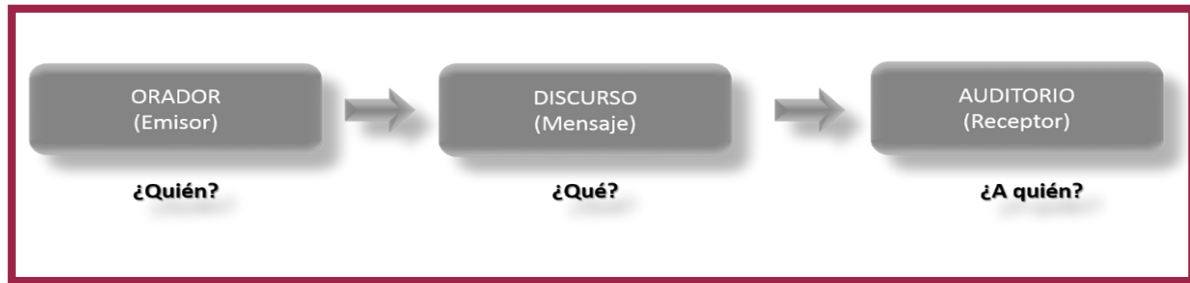 ORADOR
(Emisor)
¿Quién?
DISCURSO
(Mensaje)
¿Qué?
AUDITORIO
(Receptor)
¿A quién?